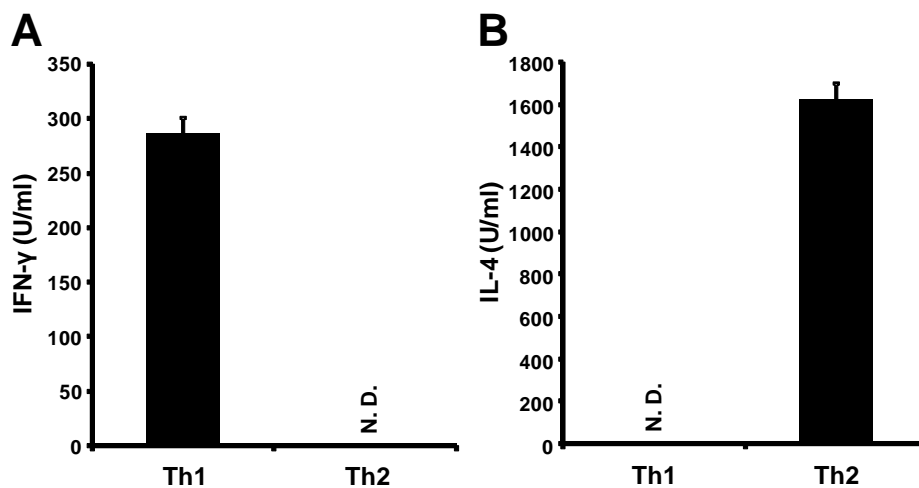 A
350
300
250
200
150
100
50
0
IFN-γ (U/ml)
N. D.
Th1
Th2
B
1800
1600
1400
1200
1000
800
600
400
200
0
IL-4 (U/ml)
N. D.
Th1
Th2